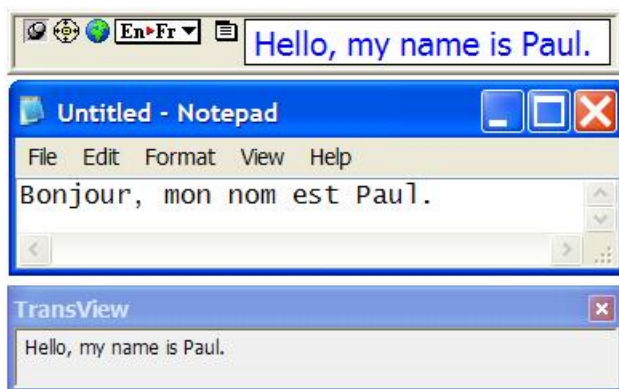 En▸Fr
Hello, my name is Paul.
Untitled - Notepad
File Edit Format View Help
Bonjour, mon nom est Paul.
TransView
Hello, my name is Paul.